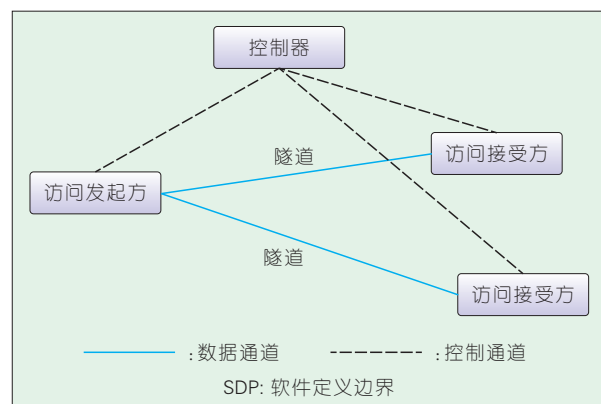 控制器
隧道
访问接受方
访问发起方
隧道
访问接受方
:数据通道 :控制通道
SDP: 软件定义边界